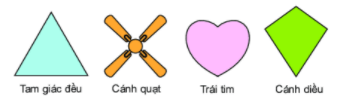 Tam giác đều Cánh quạt Trái tim Cánh diều